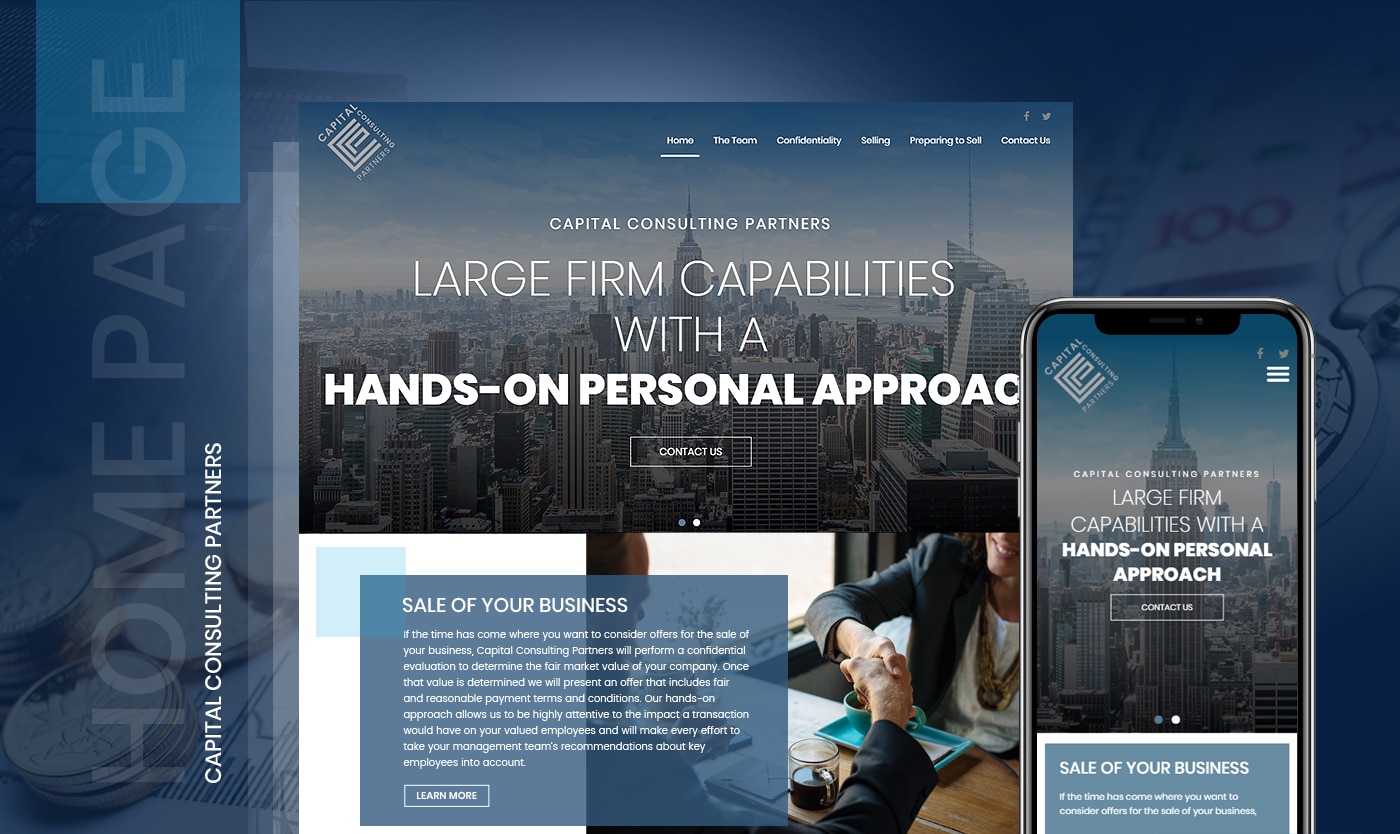 HOME PAGE
CAPITAL CONSULTING PARTNERS
CAPITAL CONSULTING PARTNERS
Home The Team Confidentiality Selling Preparing to Sell Contact Us
CAPITAL CONSULTING PARTNERS
LARGE FIRM CAPABILITIES
WITH A
HANDS-ON PERSONAL APPROAC
CONTACT US
SALE OF YOUR BUSINESS
If the time has come where you want to consider offers for the sale of
your business, Capital Consulting Partners will perform a confidential
evaluation to determine the fair market value of your company. Once
that value is determined we will present an offer that includes fair
and reasonable payment terms and conditions. Our hands-on
approach allows us to be highly attentive to the impact a transaction
would have on your valued employees and will make every effort to
take your management team's recommendations about key
employees into account.
LEARN MORE
100
CAPITAL CONSULTING PARTNERS
CAPITAL CONSULTING PARTNERS
LARGE FIRM
CAPABILITIES WITH A
HANDS-ON PERSONAL
APPROACH
CONTACT US
SALE OF YOUR BUSINESS
If the time has come where you want to
consider offers for the sale of your business,